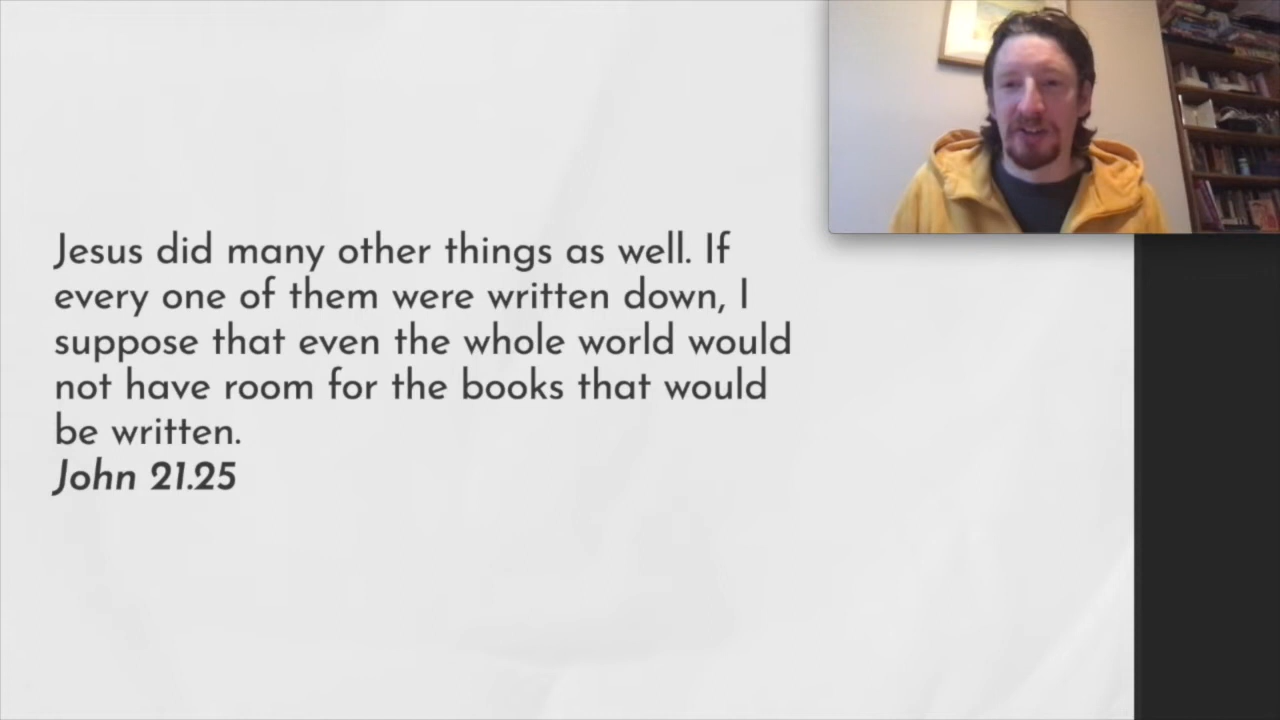 Jesus did many other things as well. If
every one of them were written down, I
suppose that even the whole world would
not have room for the books that would
be written.
John 21.25